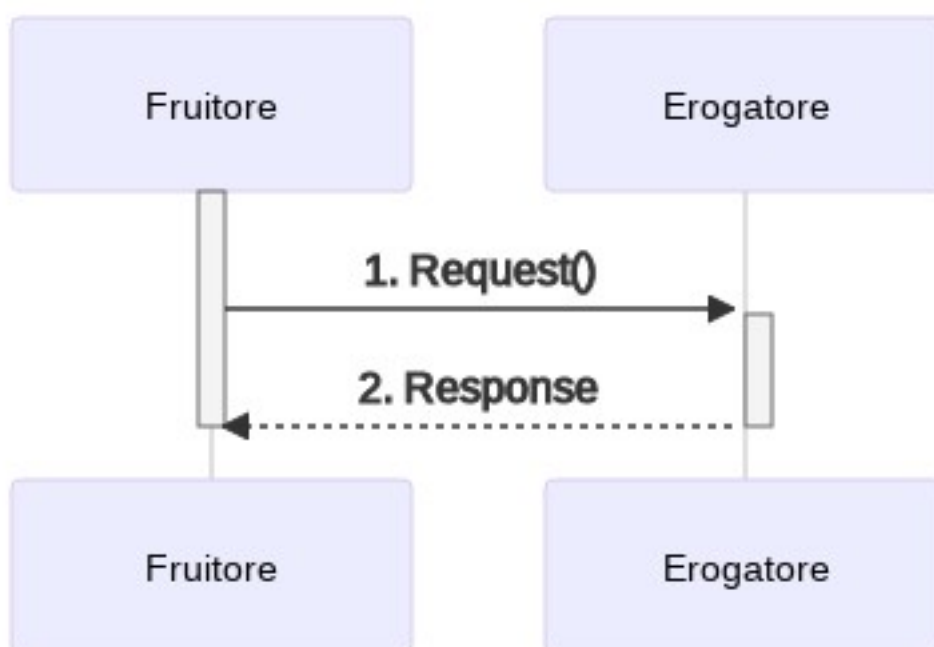 Fruitore
Erogatore
1. Request()
2. Response
Fruitore
Erogatore